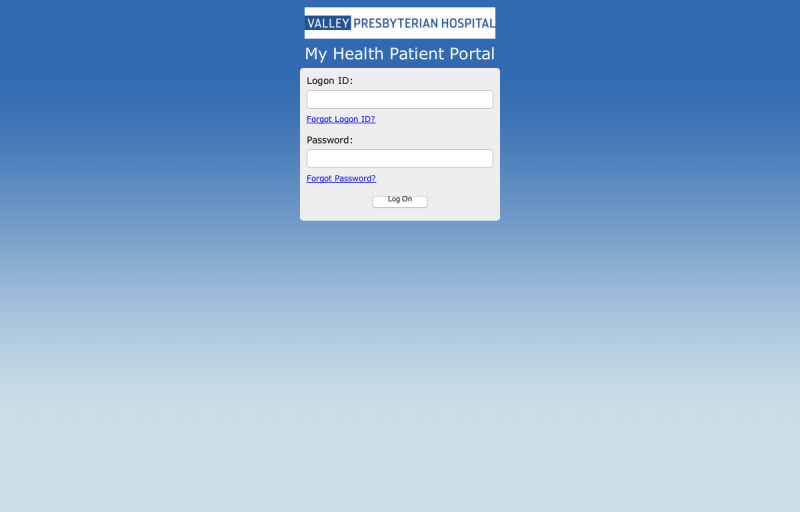 VALLEY PRESBYTERIAN HOSPITAL
My Health Patient Portal
Logon ID:
Forgot Logon ID?
Password:
Forgot Password?
Log On